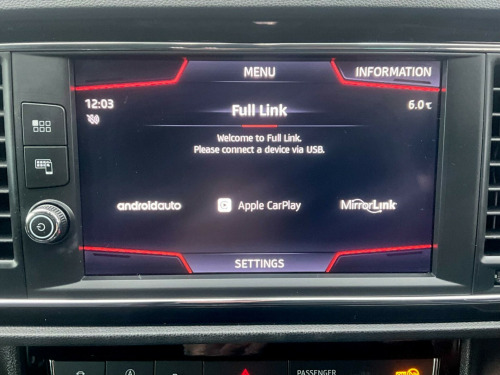 MENU
INFORMATION
12:03
Full Link
6.0°C
Welcome to Full Link.
Please connect a device via USB.
androidauto
Apple CarPlay
MirrorLink
SETTINGS
PASSENGER